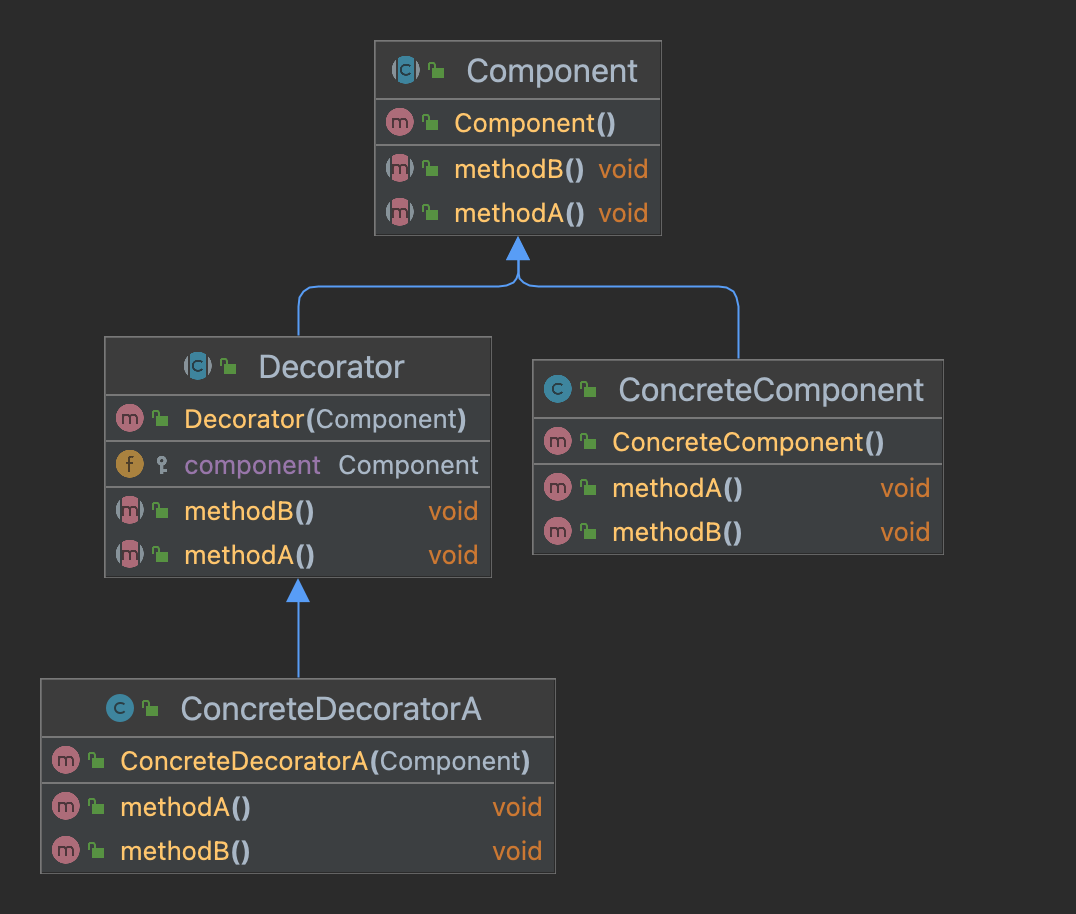 Component
Component()
methodB() void
methodA() void
Decorator
Decorator(Component)
component Component
methodB() void
methodA() void
ConcreteComponent
ConcreteComponent()
methodA() void
methodB() void
ConcreteDecoratorA
ConcreteDecoratorA(Component)
methodA() void
methodB() void